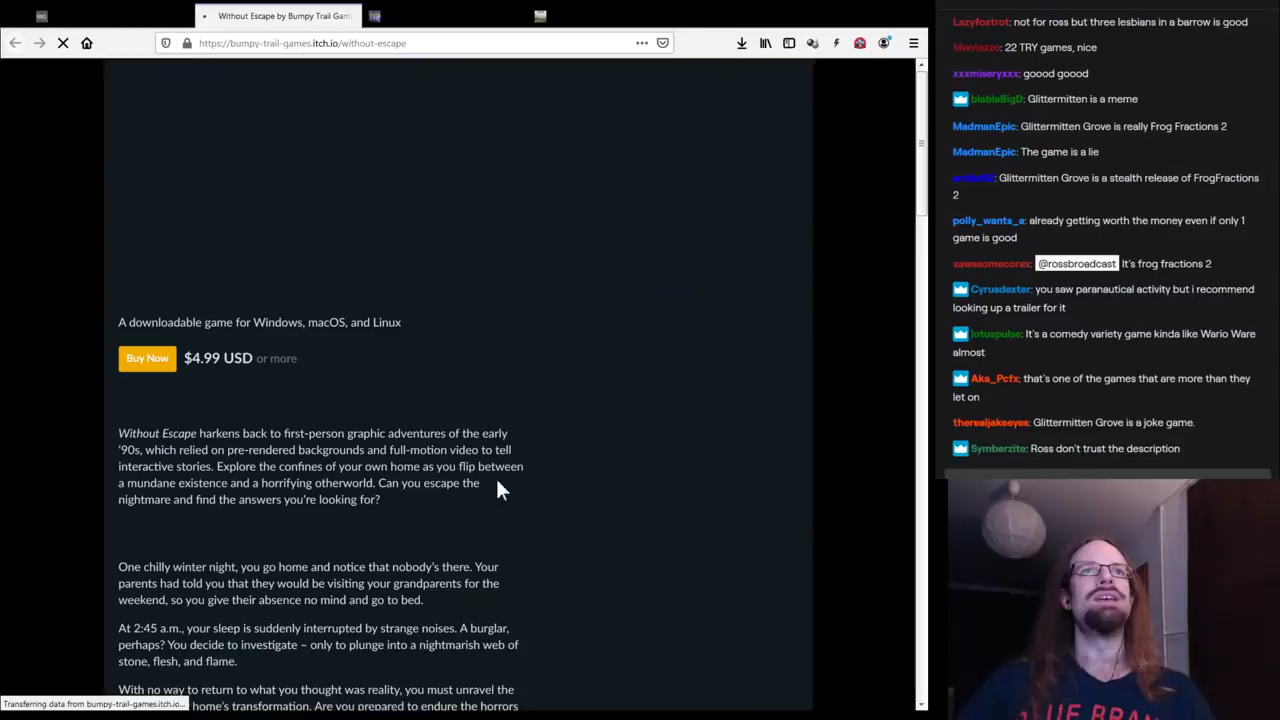 Without Escape by Bumpy Trail Gam
https://bumpy-trail-games.itch.io/without-escape
A downloadable game for Windows, macOS, and Linux
Buy Now $4.99 USD or more
Without Escape harkens back to first-person graphic adventures of the early
'90s, which relied on pre-rendered backgrounds and full-motion video to tell
interactive stories. Explore the confines of your own home as you flip between
a mundane existence and a horrifying otherworld. Can you escape the
nightmare and find the answers you're looking for?
One chilly winter night, you go home and notice that nobody's there. Your
parents had told you that they would be visiting your grandparents for the
weekend, so you give their absence no mind and go to bed.
At 2:45 a.m., your sleep is suddenly interrupted by strange noises. A burglar,
perhaps? You decide to investigate – only to plunge into a nightmarish web of
stone, flesh, and flame.
With no way to return to what you thought was reality, you must unravel the
home's transformation. Are you prepared to endure the horrors
Transferring data from bumpy-trail-games.itch.io...
Lazyfoxtrot: not for ross but three lesbians in a barrow is good
Mantezzo: 22 TRY games, nice
xxxmiseryxxx: goood goood
blablaBigD: Glittermitten is a meme
MadmanEpic: Glittermitten Grove is really Frog Fractions 2
MadmanEpic: The game is a lie
Glittermitten Grove is a stealth release of FrogFractions
2
polly_wants_a: already getting worth the money even if only 1
game is good
xawesomecorex: @rossbroadcast It's frog fractions 2
Cyrusdexter: you saw paranautical activity but i recommend
looking up a trailer for it
lotuspulse: It's a comedy variety game kinda like Wario Ware
almost
Aka_Pcfx: that's one of the games that are more than they
let on
therealjakeeyes: Glittermitten Grove is a joke game.
Symberzite: Ross don't trust the description